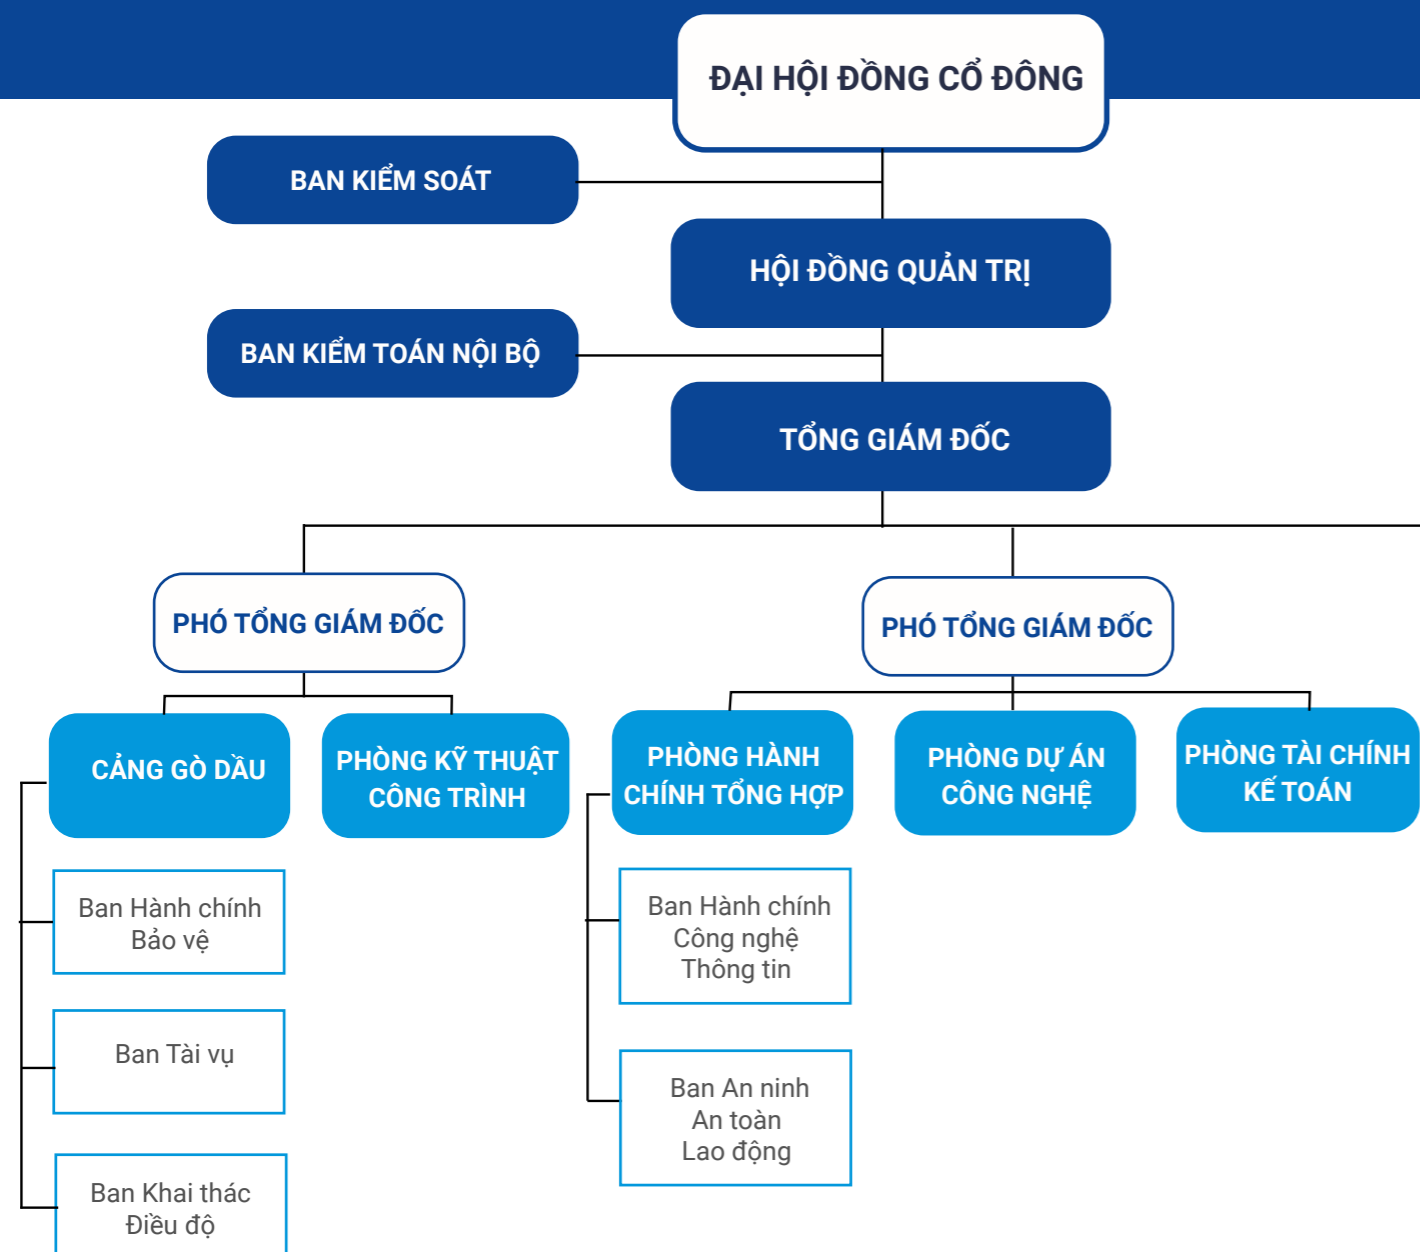 ĐẠI HỘI ĐỒNG CỔ ĐÔNG
BAN KIỂM SOÁT
HỘI ĐỒNG QUẢN TRỊ
BAN KIỂM TOÁN NỘI BỘ
TỔNG GIÁM ĐỐC
PHÓ TỔNG GIÁM ĐỐC
PHÓ TỔNG GIÁM ĐỐC
CẢNG GÒ DẦU
PHÒNG KỸ THUẬT
CÔNG TRÌNH
PHÒNG HÀNH
CHÍNH TỔNG HỢP
PHÒNG DỰ ÁN
CÔNG NGHỆ
PHÒNG TÀI CHÍNH
KẾ TOÁN
Ban Hành chính
Bảo vệ
Ban Tài vụ
Ban Khai thác
Điều độ
Ban Hành chính
Công nghệ
Thông tin
Ban An ninh
An toàn
Lao động